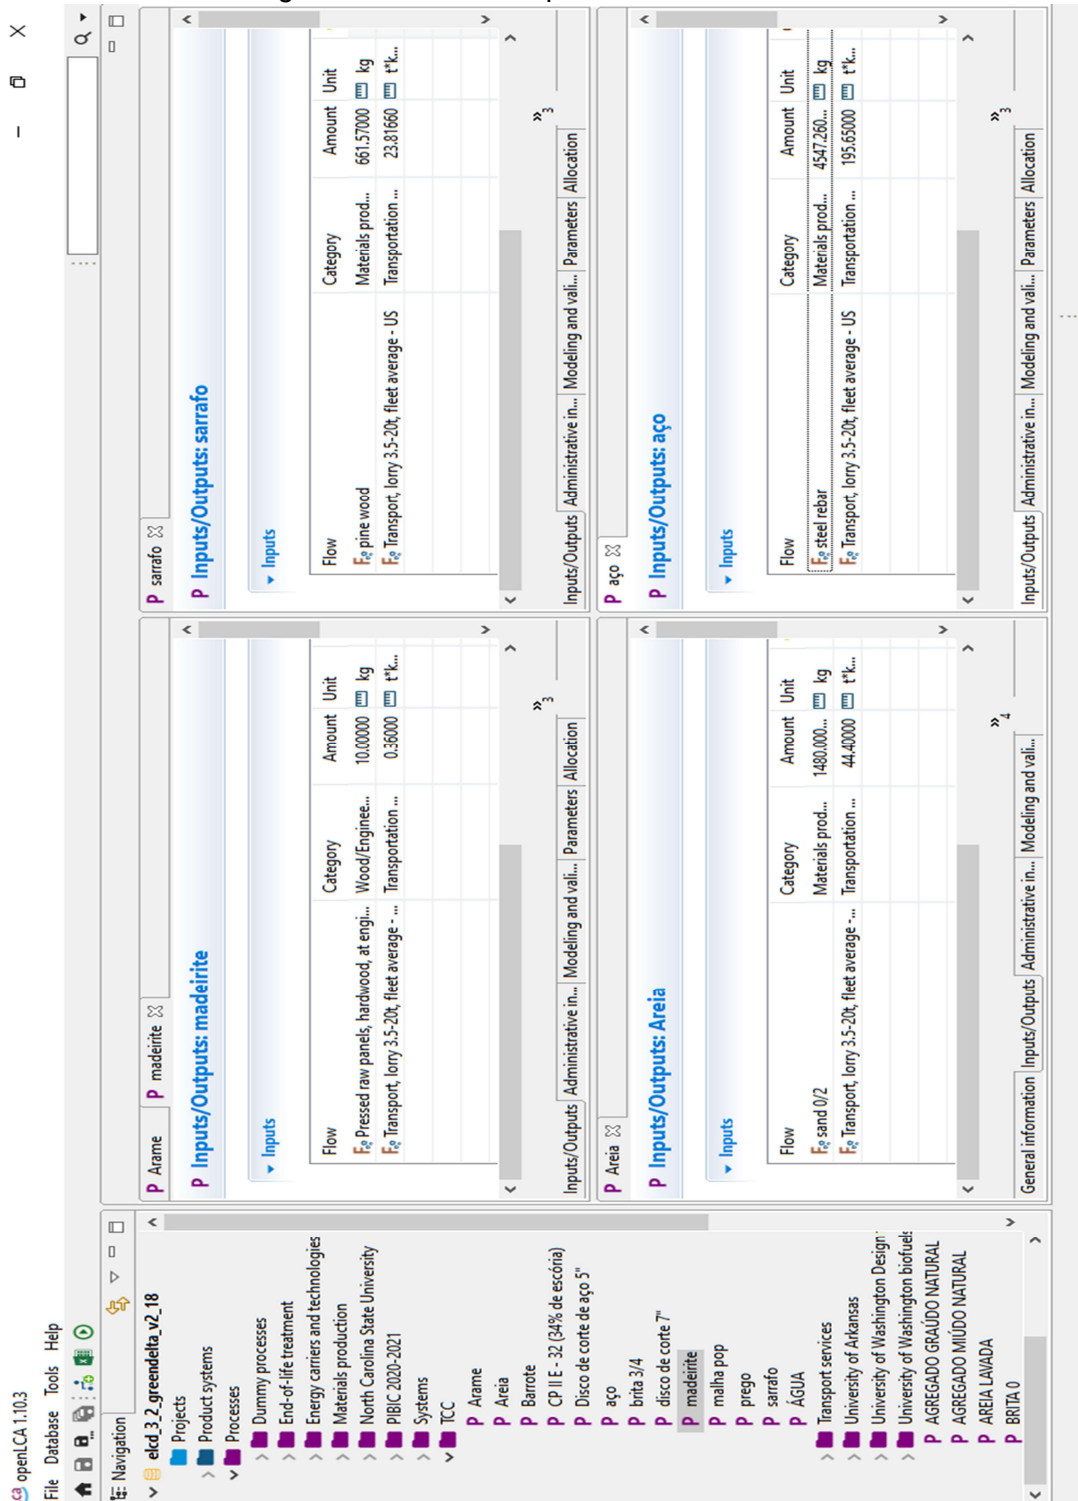 openLCA 1.10.3
File Database Tools Help
Navigation
elcd_3_2_greendelta_v2_18
Projects
Product systems
Processes
Dummy processes
End-of-life treatment
Energy carriers and technologies
Materials production
North Carolina State University
PIBIC 2020-2021
Systems
TCC
P Arame
P Areia
P Barrote
P CP II E - 32 (34% de escória)
P Disco de corte de aço 5"
P aço
P brita 3/4
P disco de corte 7"
P madeirite
P malha pop
P prego
P sarrafo
P ÁGUA
Transport services
University of Arkansas
University of Washington Design
University of Washington biofuels
P AGREGADO GRAÚDO NATURAL
P AGREGADO MIÚDO NATURAL
P AREIA LAVADA
P BRITA 0
P Arame P madeirite
P Inputs/Outputs: madeirite
Inputs
Flow Category Amount Unit
Pressed raw panels, hardwood, at engi... Wood/Enginee... 10.00000 kg
Transport, lorry 3.5-20t, fleet average - ... Transportation ... 0.36000 t*k...
Inputs/Outputs Administrative in... Modeling and vali... Parameters Allocation »3
P sarrafo
P Inputs/Outputs: sarrafo
Inputs
Flow Category Amount Unit
pine wood Materials prod... 661.57000 kg
Transport, lorry 3.5-20t, fleet average - US Transportation ... 23.81660 t*k...
Inputs/Outputs Administrative in... Modeling and vali... Parameters Allocation »3
P Areia
P Inputs/Outputs: Areia
Inputs
Flow Category Amount Unit
sand 0/2 Materials prod... 1480.000... kg
Transport, lorry 3.5-20t, fleet average -... Transportation ... 44.40000 t*k...
General information Inputs/Outputs Administrative in... Modeling and vali... »4
P aço
P Inputs/Outputs: aço
Inputs
Flow Category Amount Unit
steel rebar Materials prod... 4547.260... kg
Transport, lorry 3.5-20t, fleet average - US Transportation ... 195.65000 t*k...
Inputs/Outputs Administrative in... Modeling and vali... Parameters Allocation »3